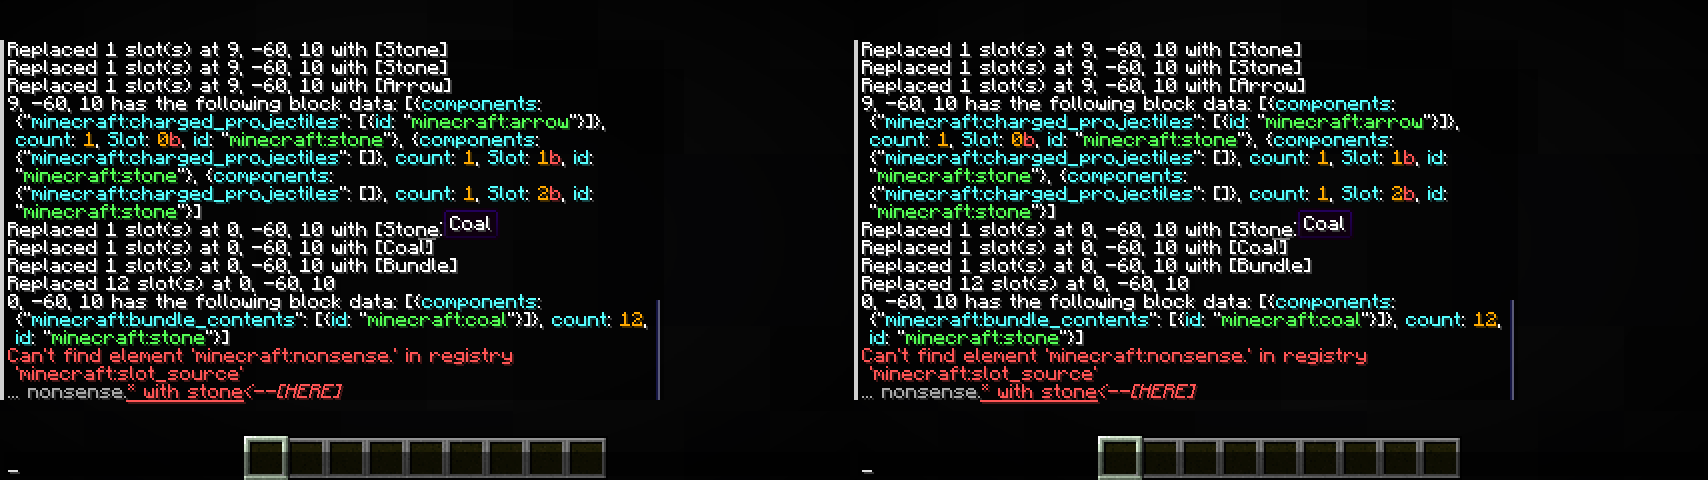 Replaced 1 slot(s) at 9, -60, 10 with [Stone]
Replaced 1 slot(s) at 9, -60, 10 with [Stone]
Replaced 1 slot(s) at 9, -60, 10 with [Arrow]
9, -60, 10 has the following block data: [{components:
{"minecraft:charged_projectiles": [{id: "minecraft:arrow"}]},
count: 1, Slot: 0b, id: "minecraft:stone"}, {components:
{"minecraft:charged_projectiles": []}, count: 1, Slot: 1b, id:
"minecraft:stone"}, {components:
{"minecraft:charged_projectiles": []}, count: 1, Slot: 2b, id:
"minecraft:stone"}]
Replaced 1 slot(s) at 0, -60, 10 with [Stone]
Coal
Replaced 1 slot(s) at 0, -60, 10 with [Coal]
Replaced 1 slot(s) at 0, -60, 10 with [Bundle]
Replaced 12 slot(s) at 0, -60, 10
0, -60, 10 has the following block data: [{components:
{"minecraft:bundle_contents": [{id: "minecraft:coal"}]}, count: 12,
id: "minecraft:stone"}]
Can't find element 'minecraft:nonsense.' in registry
'minecraft:slot_source'
... nonsense.* with stone<--[HERE]
_
Replaced 1 slot(s) at 9, -60, 10 with [Stone]
Replaced 1 slot(s) at 9, -60, 10 with [Stone]
Replaced 1 slot(s) at 9, -60, 10 with [Arrow]
9, -60, 10 has the following block data: [{components:
{"minecraft:charged_projectiles": [{id: "minecraft:arrow"}]},
count: 1, Slot: 0b, id: "minecraft:stone"}, {components:
{"minecraft:charged_projectiles": []}, count: 1, Slot: 1b, id:
"minecraft:stone"}, {components:
{"minecraft:charged_projectiles": []}, count: 1, Slot: 2b, id:
"minecraft:stone"}]
Replaced 1 slot(s) at 0, -60, 10 with [Stone]
Coal
Replaced 1 slot(s) at 0, -60, 10 with [Coal]
Replaced 1 slot(s) at 0, -60, 10 with [Bundle]
Replaced 12 slot(s) at 0, -60, 10
0, -60, 10 has the following block data: [{components:
{"minecraft:bundle_contents": [{id: "minecraft:coal"}]}, count: 12,
id: "minecraft:stone"}]
Can't find element 'minecraft:nonsense.' in registry
'minecraft:slot_source'
... nonsense.* with stone<--[HERE]
_